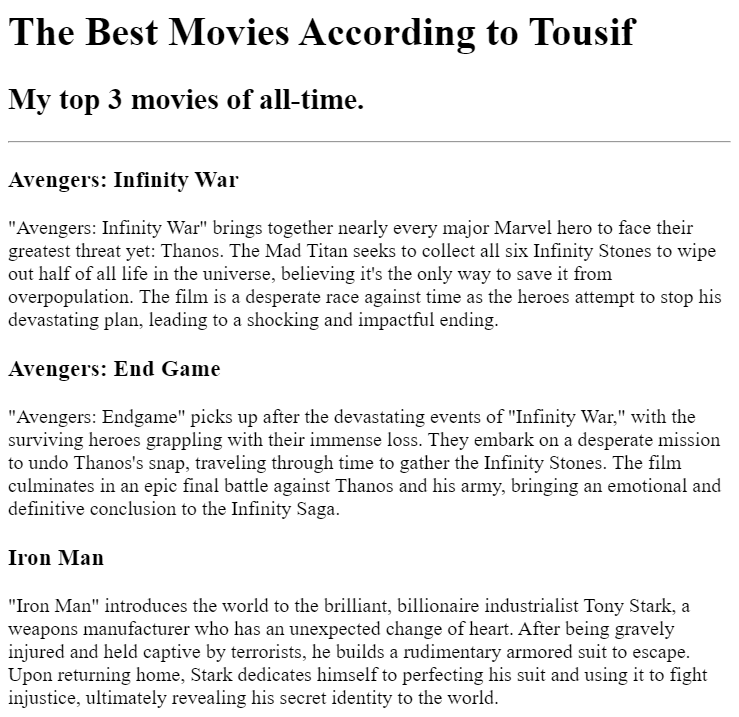 The Best Movies According to Tousif
My top 3 movies of all-time.
Avengers: Infinity War
"Avengers: Infinity War" brings together nearly every major Marvel hero to face their
greatest threat yet: Thanos. The Mad Titan seeks to collect all six Infinity Stones to wipe
out half of all life in the universe, believing it's the only way to save it from
overpopulation. The film is a desperate race against time as the heroes attempt to stop his
devastating plan, leading to a shocking and impactful ending.
Avengers: End Game
"Avengers: Endgame" picks up after the devastating events of "Infinity War," with the
surviving heroes grappling with their immense loss. They embark on a desperate mission
to undo Thanos's snap, traveling through time to gather the Infinity Stones. The film
culminates in an epic final battle against Thanos and his army, bringing an emotional and
definitive conclusion to the Infinity Saga.
Iron Man
"Iron Man" introduces the world to the brilliant, billionaire industrialist Tony Stark, a
weapons manufacturer who has an unexpected change of heart. After being gravely
injured and held captive by terrorists, he builds a rudimentary armored suit to escape.
Upon returning home, Stark dedicates himself to perfecting his suit and using it to fight
injustice, ultimately revealing his secret identity to the world.